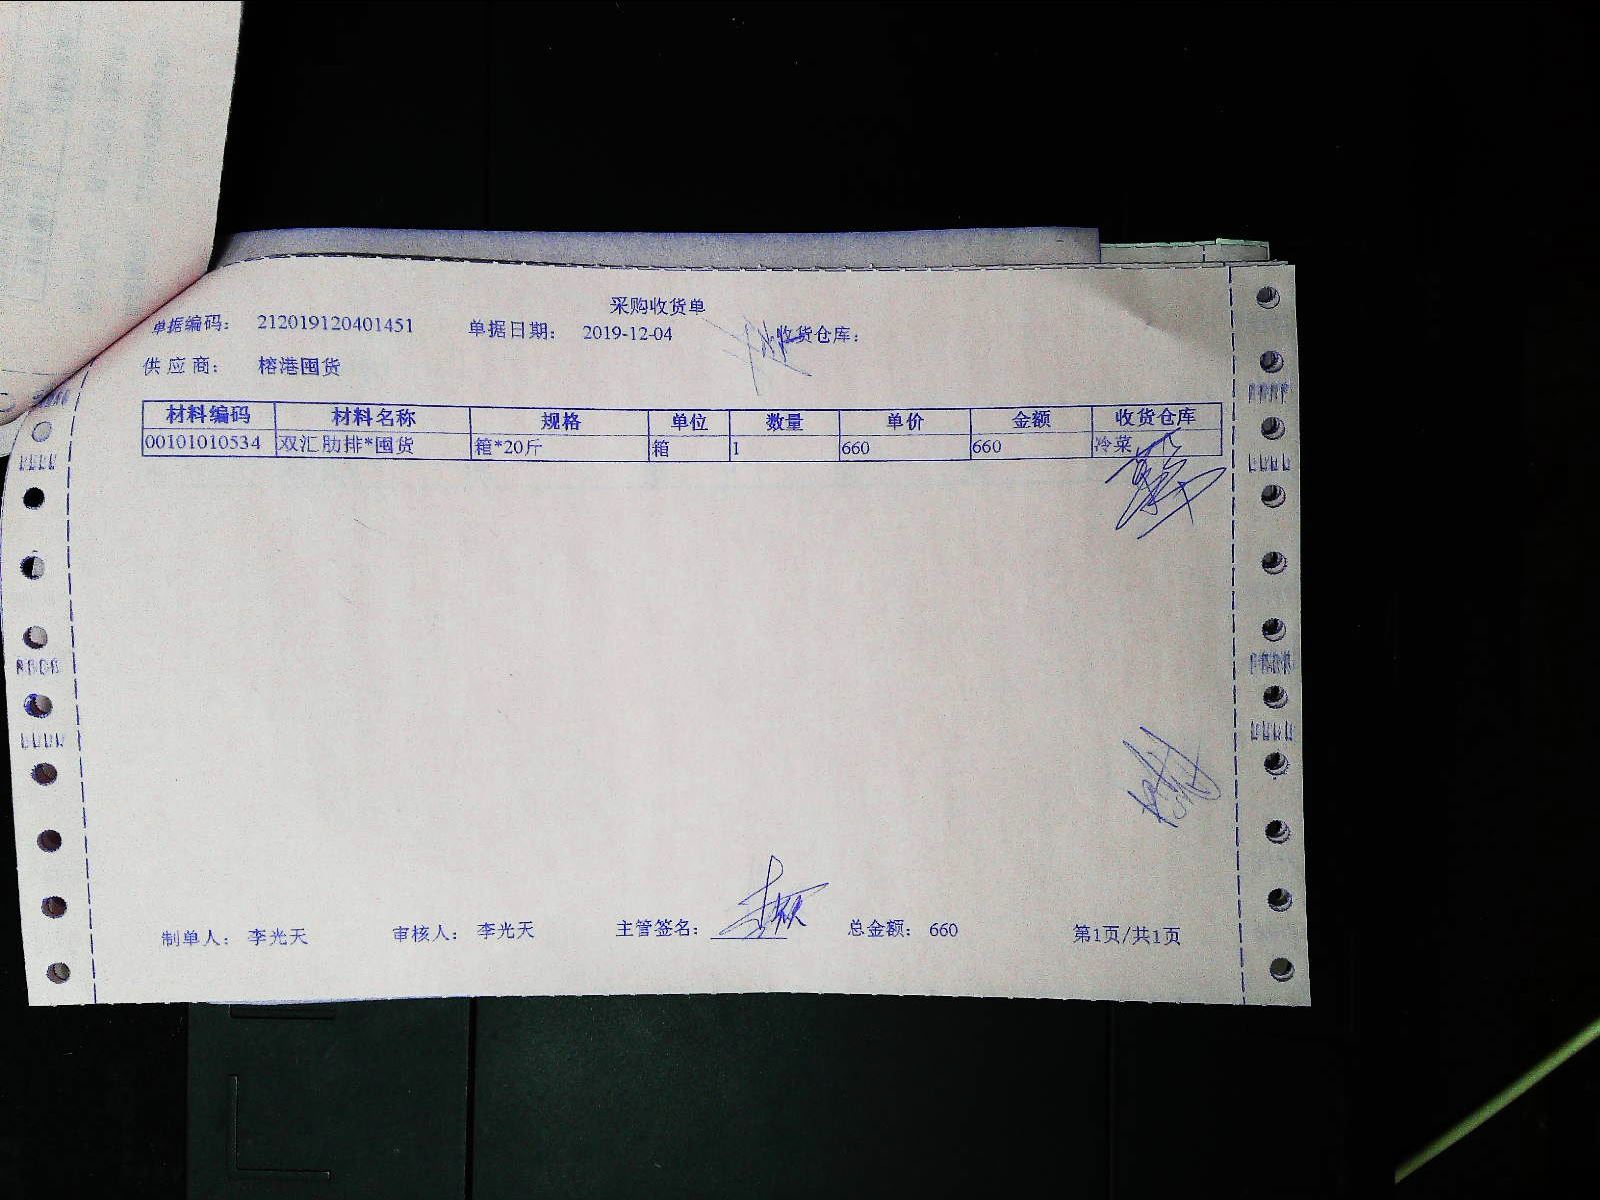 采购收货单
单据编码： 212019120401451 单据日期： 2019-12-04 收货仓库：
供应商： 榕港囤货
材料编码 材料名称 规格 单位 数量 单价 金额 收货仓库
00101010534 双汇肋排*囤货 箱*20斤 箱 1 660 660 冷菜
制单人： 李光天 审核人： 李光天 主管签名： 总金额： 660 第1页/共1页